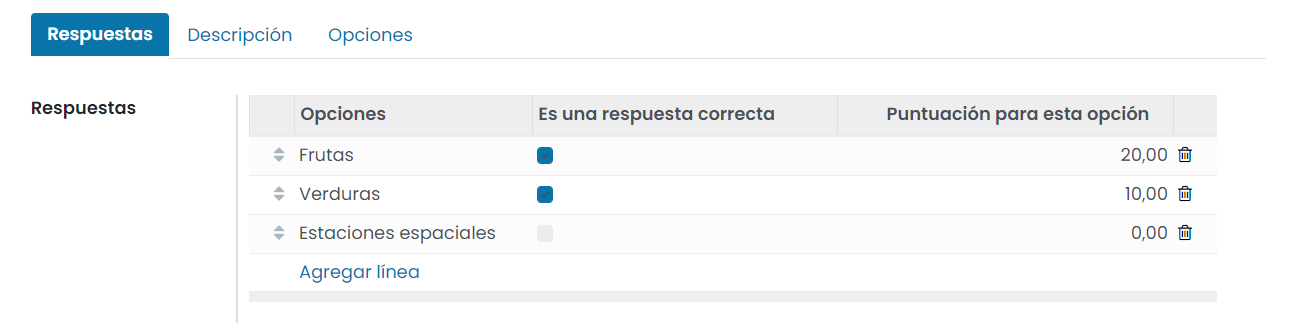 Respuestas Descripción Opciones
Respuestas
Opciones Es una respuesta correcta Puntuación para esta opción
Frutas 20,00
Verduras 10,00
Estaciones espaciales 0,00
Agregar línea